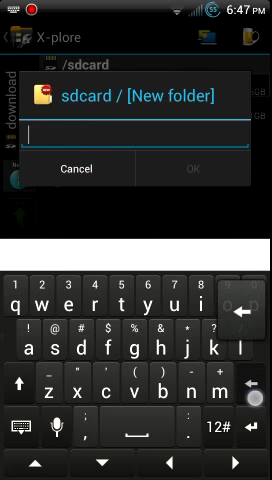 55 6:47 PM
X-plore
/sdcard
download
sdcard / [New folder]
Cancel OK
1 2 3 4 5 6 7 8 9 0
q w e r t y u i o p
! @ # $ % & * ? /
a s d f g h j k l
_ " ' ( ) - +
z x c v b n m
; :
, . 12#